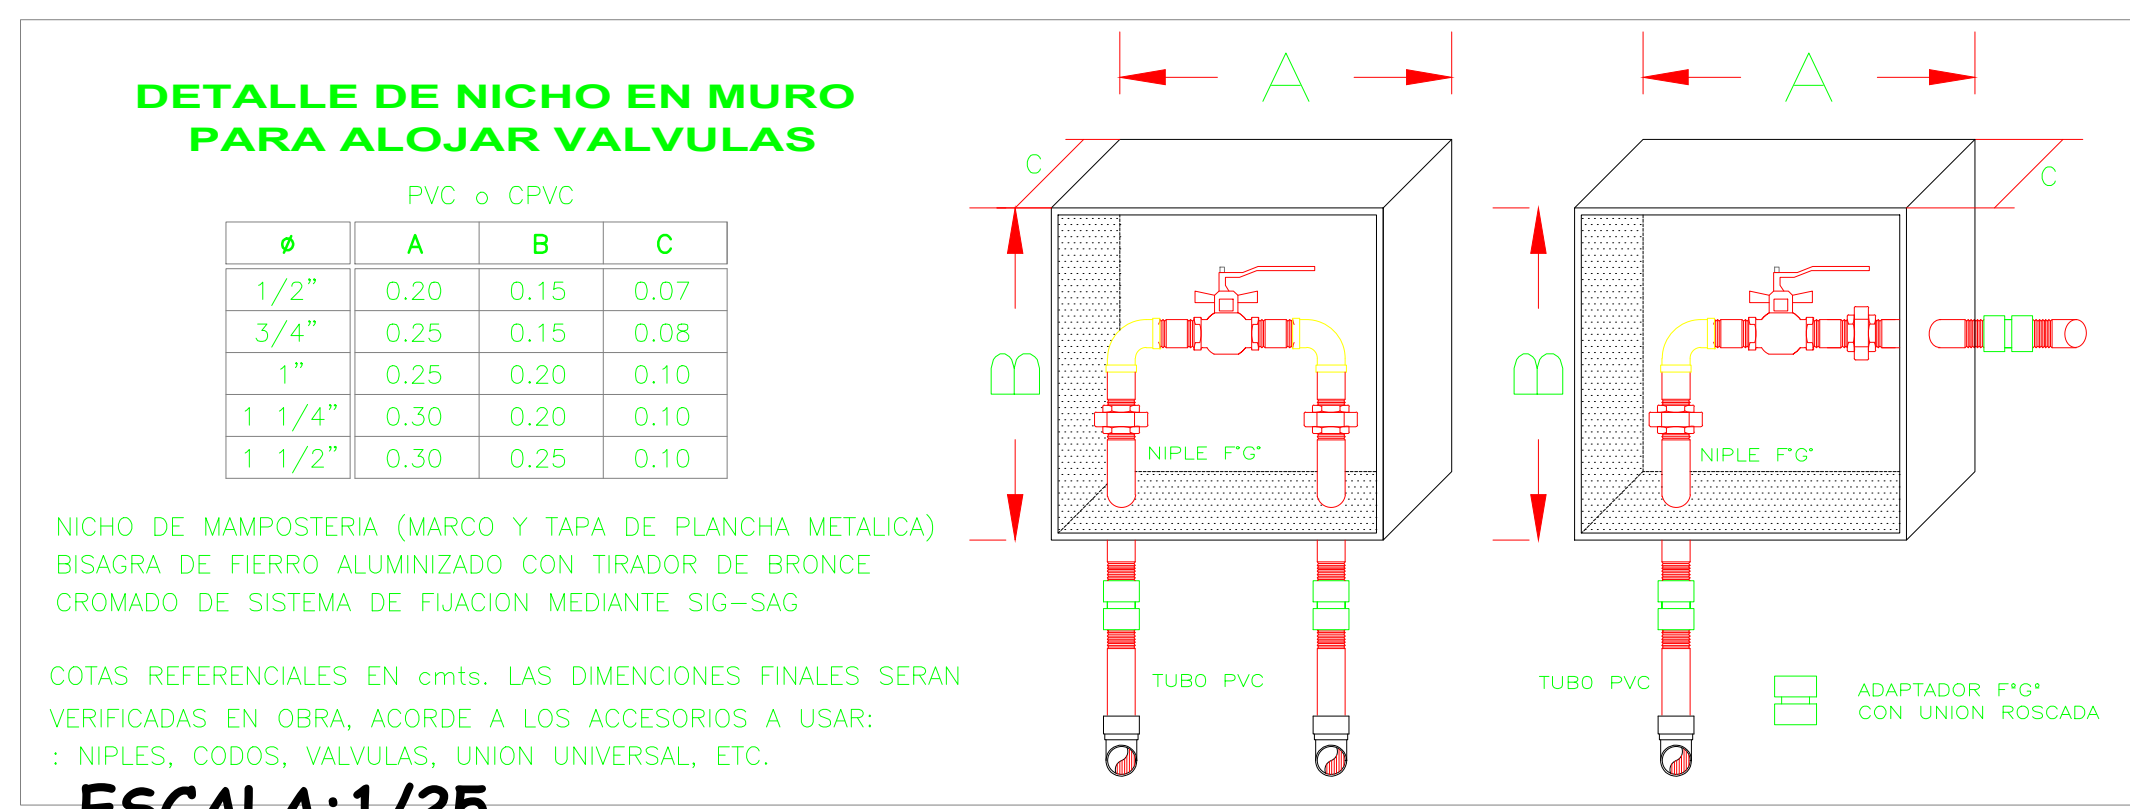 DETALLE DE NICHO EN MURO
PARA ALOJAR VALVULAS
PVC o CPVC
ø A B C
1/2" 0.20 0.15 0.07
3/4" 0.25 0.15 0.08
1" 0.25 0.20 0.10
1 1/4" 0.30 0.20 0.10
1 1/2" 0.30 0.25 0.10
NICHO DE MAMPOSTERIA (MARCO Y TAPA DE PLANCHA METALICA)
BISAGRA DE FIERRO ALUMINIZADO CON TIRADOR DE BRONCE
CROMADO DE SISTEMA DE FIJACION MEDIANTE SIG-SAG
COTAS REFERENCIALES EN cmts. LAS DIMENCIONES FINALES SERAN
VERIFICADAS EN OBRA, ACORDE A LOS ACCESORIOS A USAR:
: NIPLES, CODOS, VALVULAS, UNION UNIVERSAL, ETC.
ESCALA:1/25
A
C
B
NIPLE F°G°
TUBO PVC
A
C
B
NIPLE F°G°
TUBO PVC
ADAPTADOR F°G°
CON UNION ROSCADA